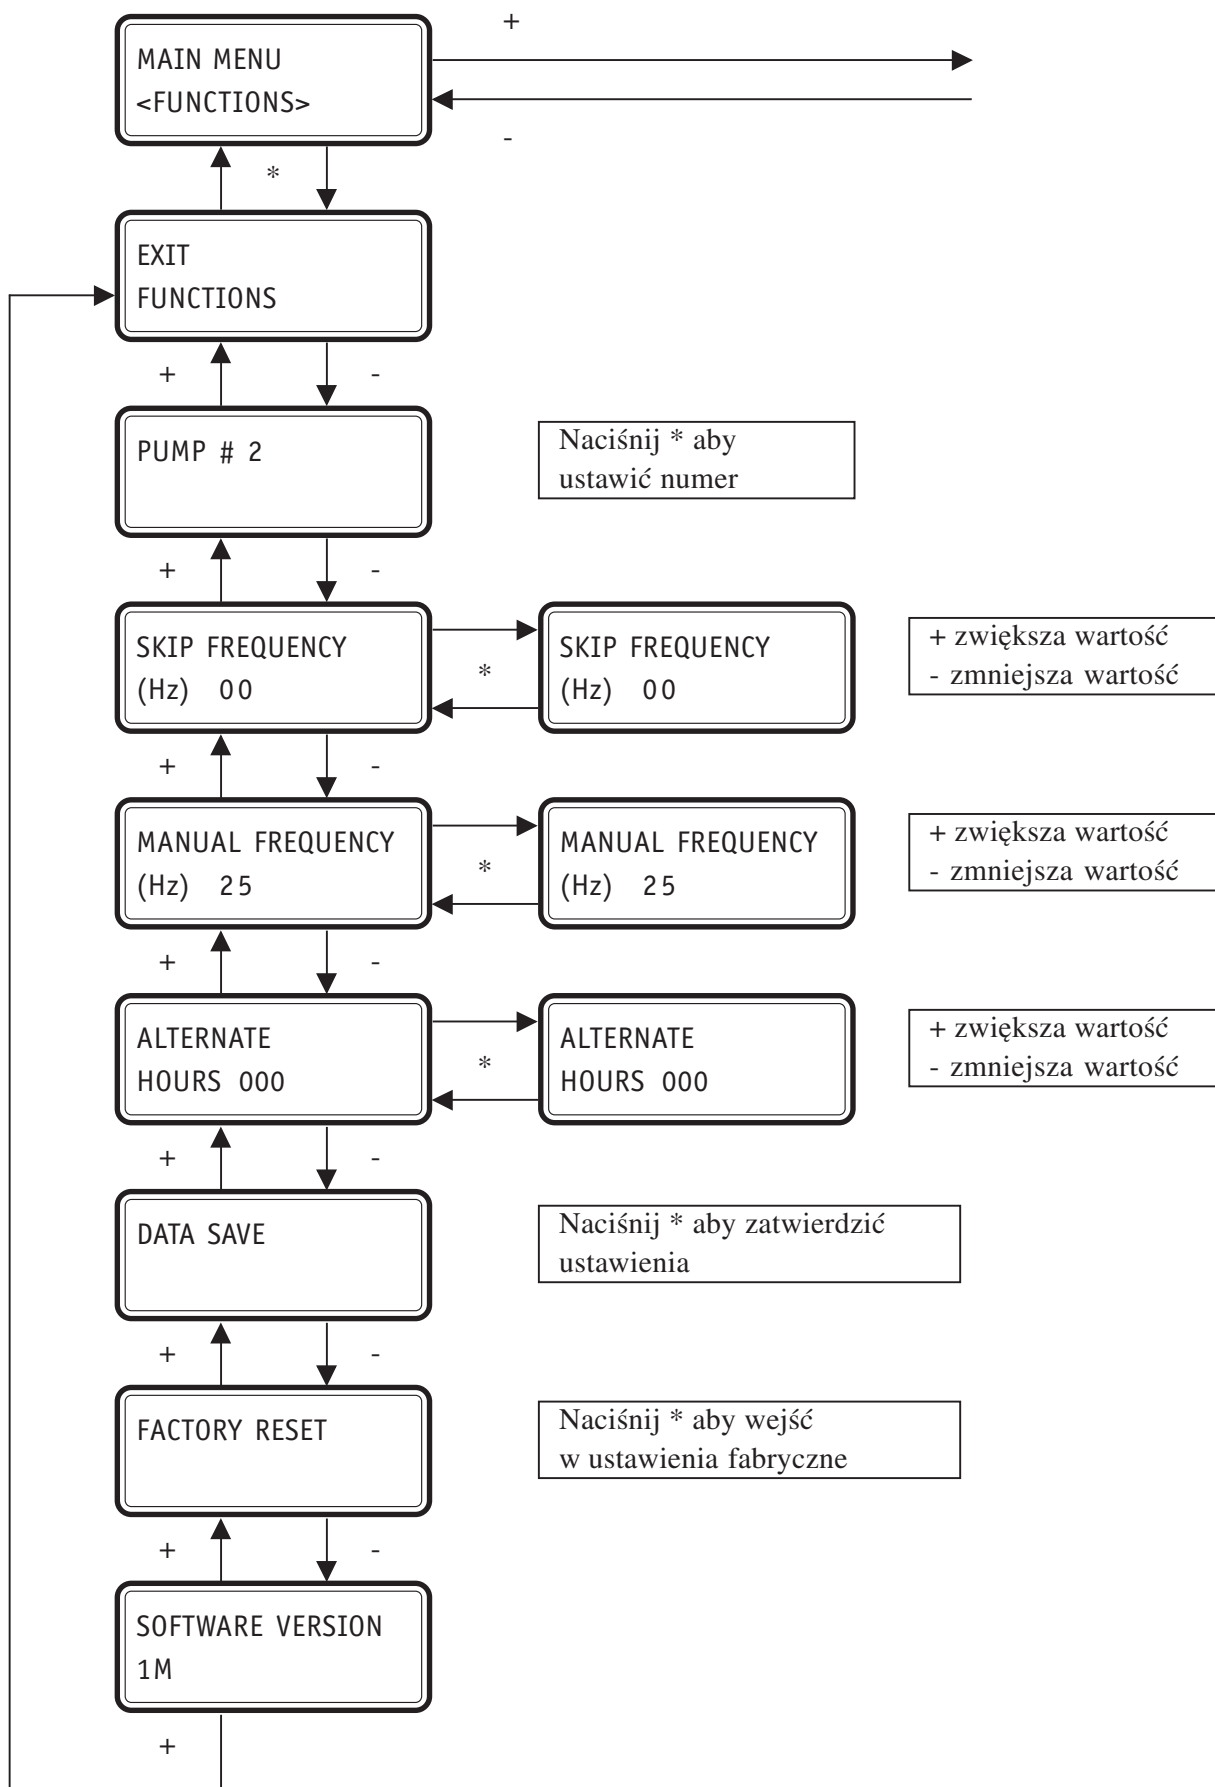 +
MAIN MENU
<FUNCTIONS>
-
*
EXIT
FUNCTIONS
+ -
PUMP # 2
Naciśnij * aby
ustawić numer
+ -
SKIP FREQUENCY
(Hz) 00
*
SKIP FREQUENCY
(Hz) 00
+ zwiększa wartość
- zmniejsza wartość
+ -
MANUAL FREQUENCY
(Hz) 25
*
MANUAL FREQUENCY
(Hz) 25
+ zwiększa wartość
- zmniejsza wartość
+ -
ALTERNATE
HOURS 000
*
ALTERNATE
HOURS 000
+ zwiększa wartość
- zmniejsza wartość
+ -
DATA SAVE
Naciśnij * aby zatwierdzić
ustawienia
+ -
FACTORY RESET
Naciśnij * aby wejść
w ustawienia fabryczne
+ -
SOFTWARE VERSION
1M
+